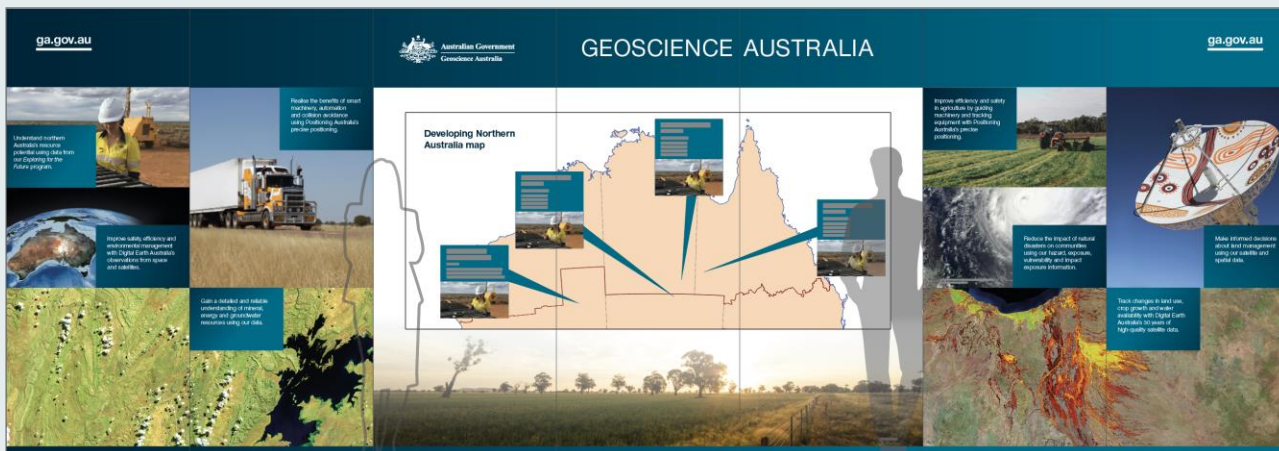 ga.gov.au
Australian Government
Geoscience Australia
GEOSCIENCE AUSTRALIA
ga.gov.au
Understand northern
Australia's resource
potential using data from
our Exploring for the
Future program.
Realise the benefits of smart
machinery, automation
and collision avoidance
using Positioning Australia's
precise positioning.
Improve safety, efficiency and
environmental management
with Digital Earth Australia's
observations from space
and satellites.
Gain a detailed and reliable
understanding of mineral,
energy and groundwater
resources using our data.
Developing Northern
Australia map
Improve efficiency and safety
in agriculture by guiding
machinery and tracking
equipment with Positioning
Australia's precise
positioning.
Reduce the impact of natural
disasters on communities
using our hazard, exposure,
vulnerability and impact
exposure information.
Make informed decisions
about land management
using our satellite and
spatial data.
Track changes in land use,
crop growth and water
availability with Digital Earth
Australia's 30 years of
high-quality satellite data.